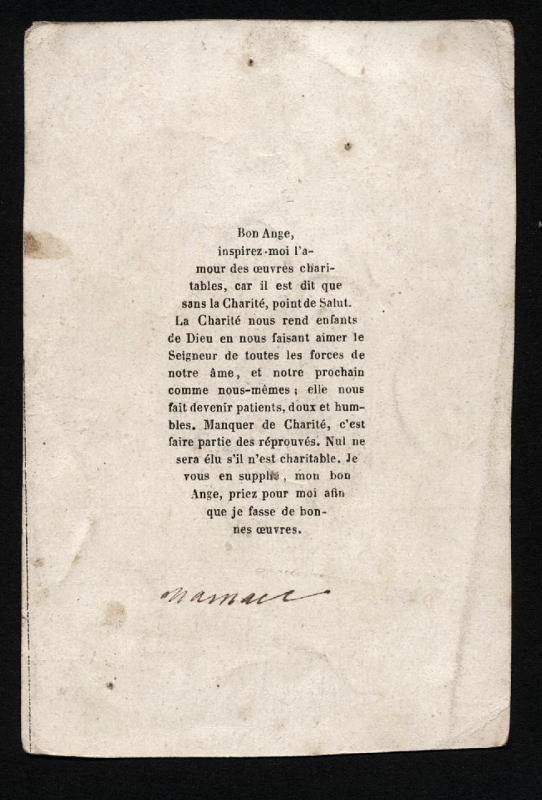 Bon Ange,
inspirez-moi l'a-
mour des œuvres chari-
tables, car il est dit que
sans la Charité, point de Salut.
La Charité nous rend enfants
de Dieu en nous faisant aimer le
Seigneur de toutes les forces de
notre âme, et notre prochain
comme nous-mêmes ; elle nous
fait devenir patients, doux et hum-
bles. Manquer de Charité, c'est
faire partie des réprouvés. Nul ne
sera élu s'il n'est charitable. Je
vous en supplie, mon bon
Ange, priez pour moi afin
que je fasse de bon-
nes œuvres.